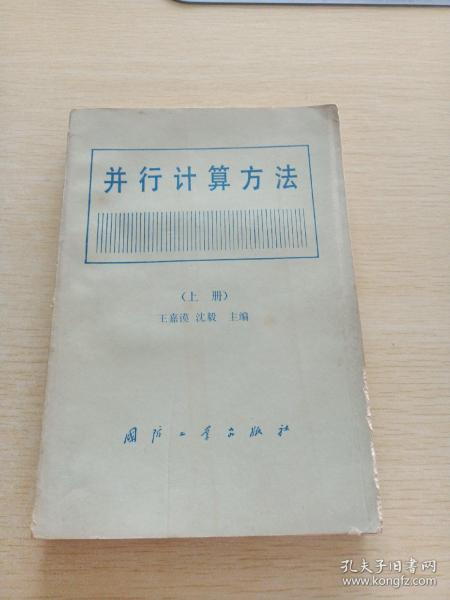 并行计算方法
（上 册）
王嘉谟 沈毅 主编
国防工业出版社
孔夫子旧书网
www.kongfz.com